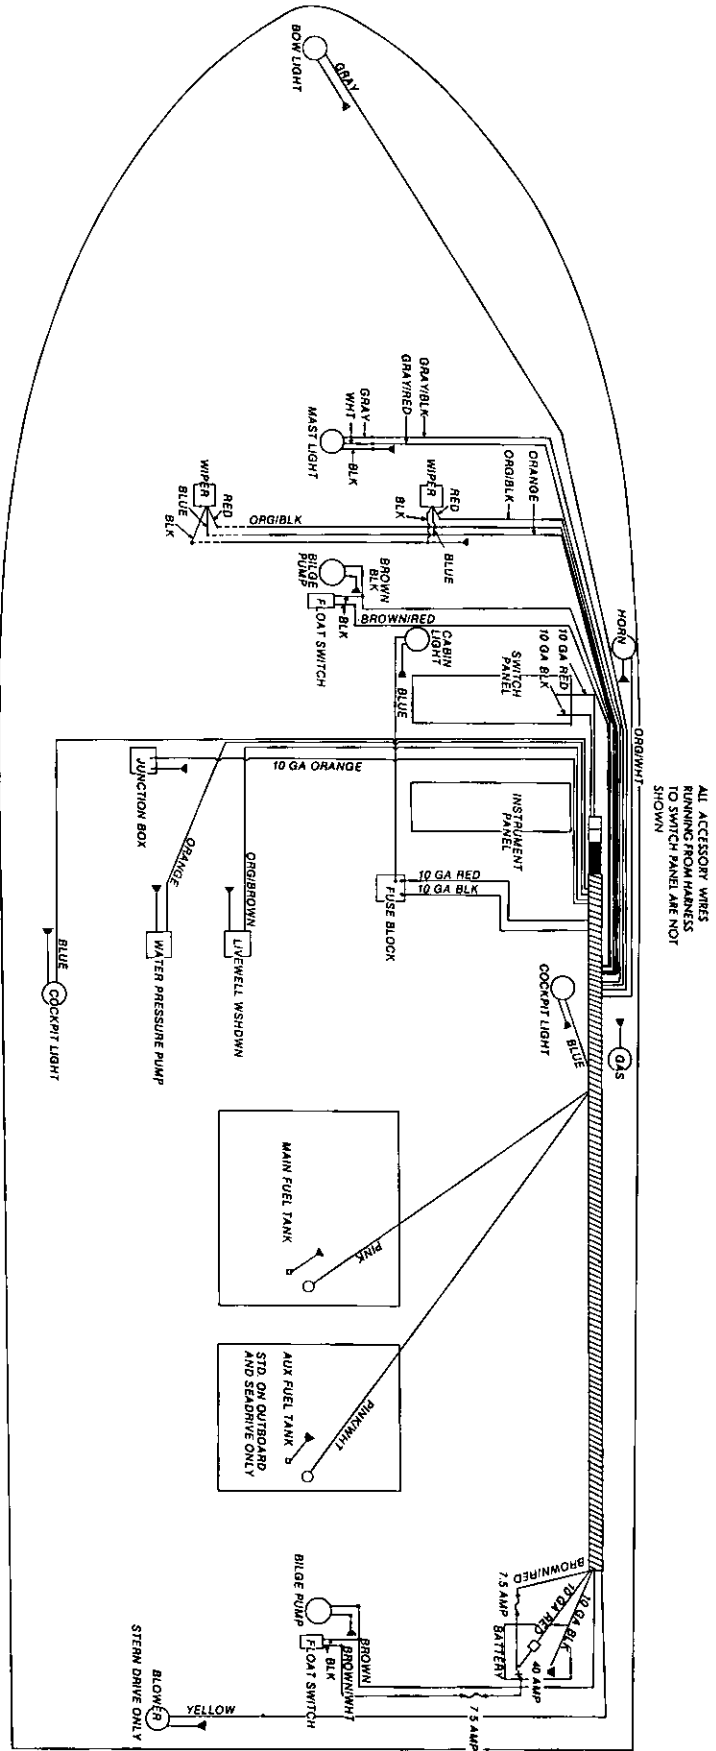 BOW LIGHT
GRAY
GRAY/BLK
GRAY/RED
GRAY
WHT
MAST LIGHT
BLK
ORANGE
ORG/BLK
WIPER
RED
BLK
BLUE
WIPER
RED
BLUE
BLK
ORG/BLK
BILGE
PUMP
BROWN
BLK
BROWN/RED
BLK
FLOAT SWITCH
HORN
CABIN
LIGHT
BLUE
10 GA RED
10 GA BLK
SWITCH
PANEL
ORG/WHT
ALL ACCESSORY WIRES
RUNNING FROM HARNESS
TO SWITCH PANEL ARE NOT
SHOWN
JUNCTION BOX
10 GA ORANGE
INSTRUMENT
PANEL
10 GA RED
10 GA BLK
FUSE BLOCK
ORANGE
ORG/BROWN
LIVEWELL WSHDWN
WATER PRESSURE PUMP
BLUE
COCKPIT LIGHT
COCKPIT LIGHT
BLUE
GAS
MAIN FUEL TANK
PINK
AUX FUEL TANK
STD. ON OUTBOARD
AND SEADRIVE ONLY
PINK/WHT
BROWN/RED
7.5 AMP
10 GA RED
10 GA BLK
BATTERY
40 AMP
BILGE PUMP
BROWN
BROWN/WHT
BLK
FLOAT SWITCH
7.5 AMP
YELLOW
BLOWER
STERN DRIVE ONLY